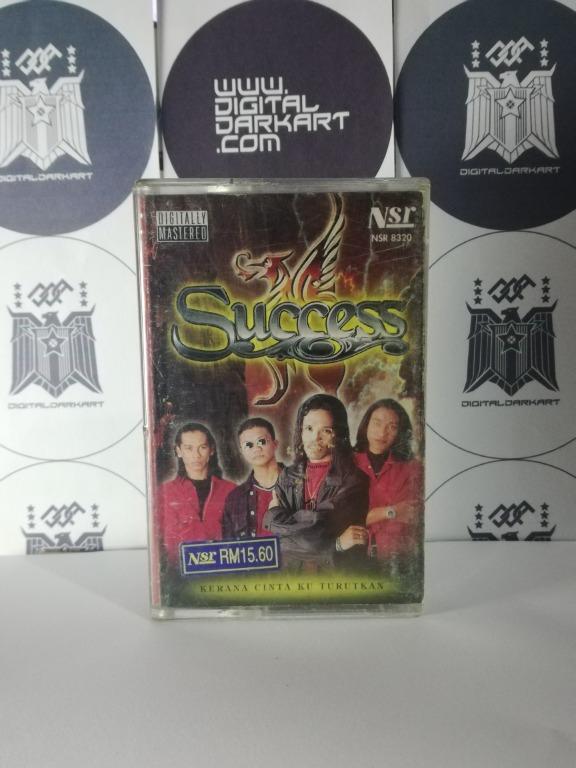 WWW.
DIGITAL
DARKART
.COM
DIGITALDARKART
DIGITALDARKART
DIGITALLY
MASTERED
Nsr
NSR 8320
Success
DIGITALDARKART
DIGITALDARKART
Nsr RM15.60
KERANA CINTA KU TURUTKAN